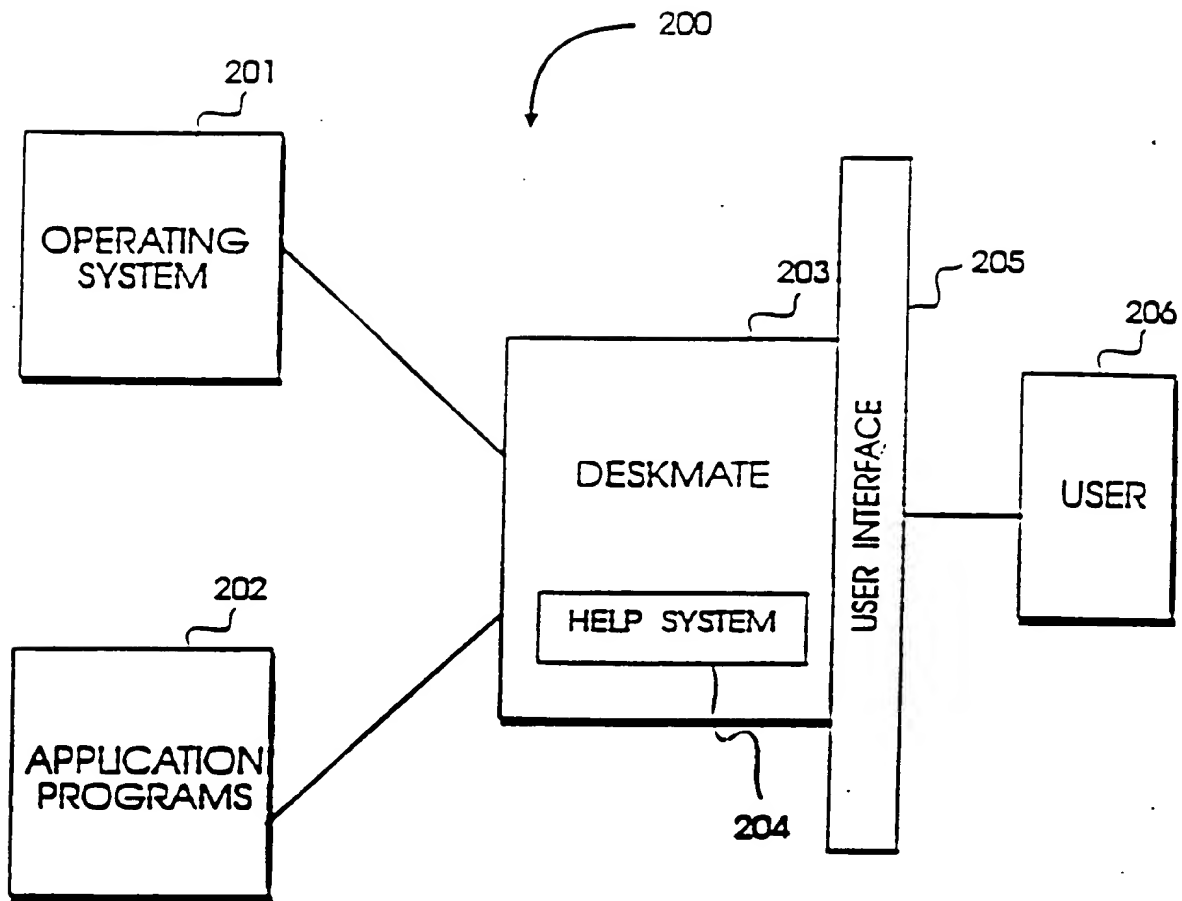 200
201
OPERATING
SYSTEM
203
205
206
DESKMATE
USER INTERFACE
USER
HELP SYSTEM
202
APPLICATION
PROGRAMS
204